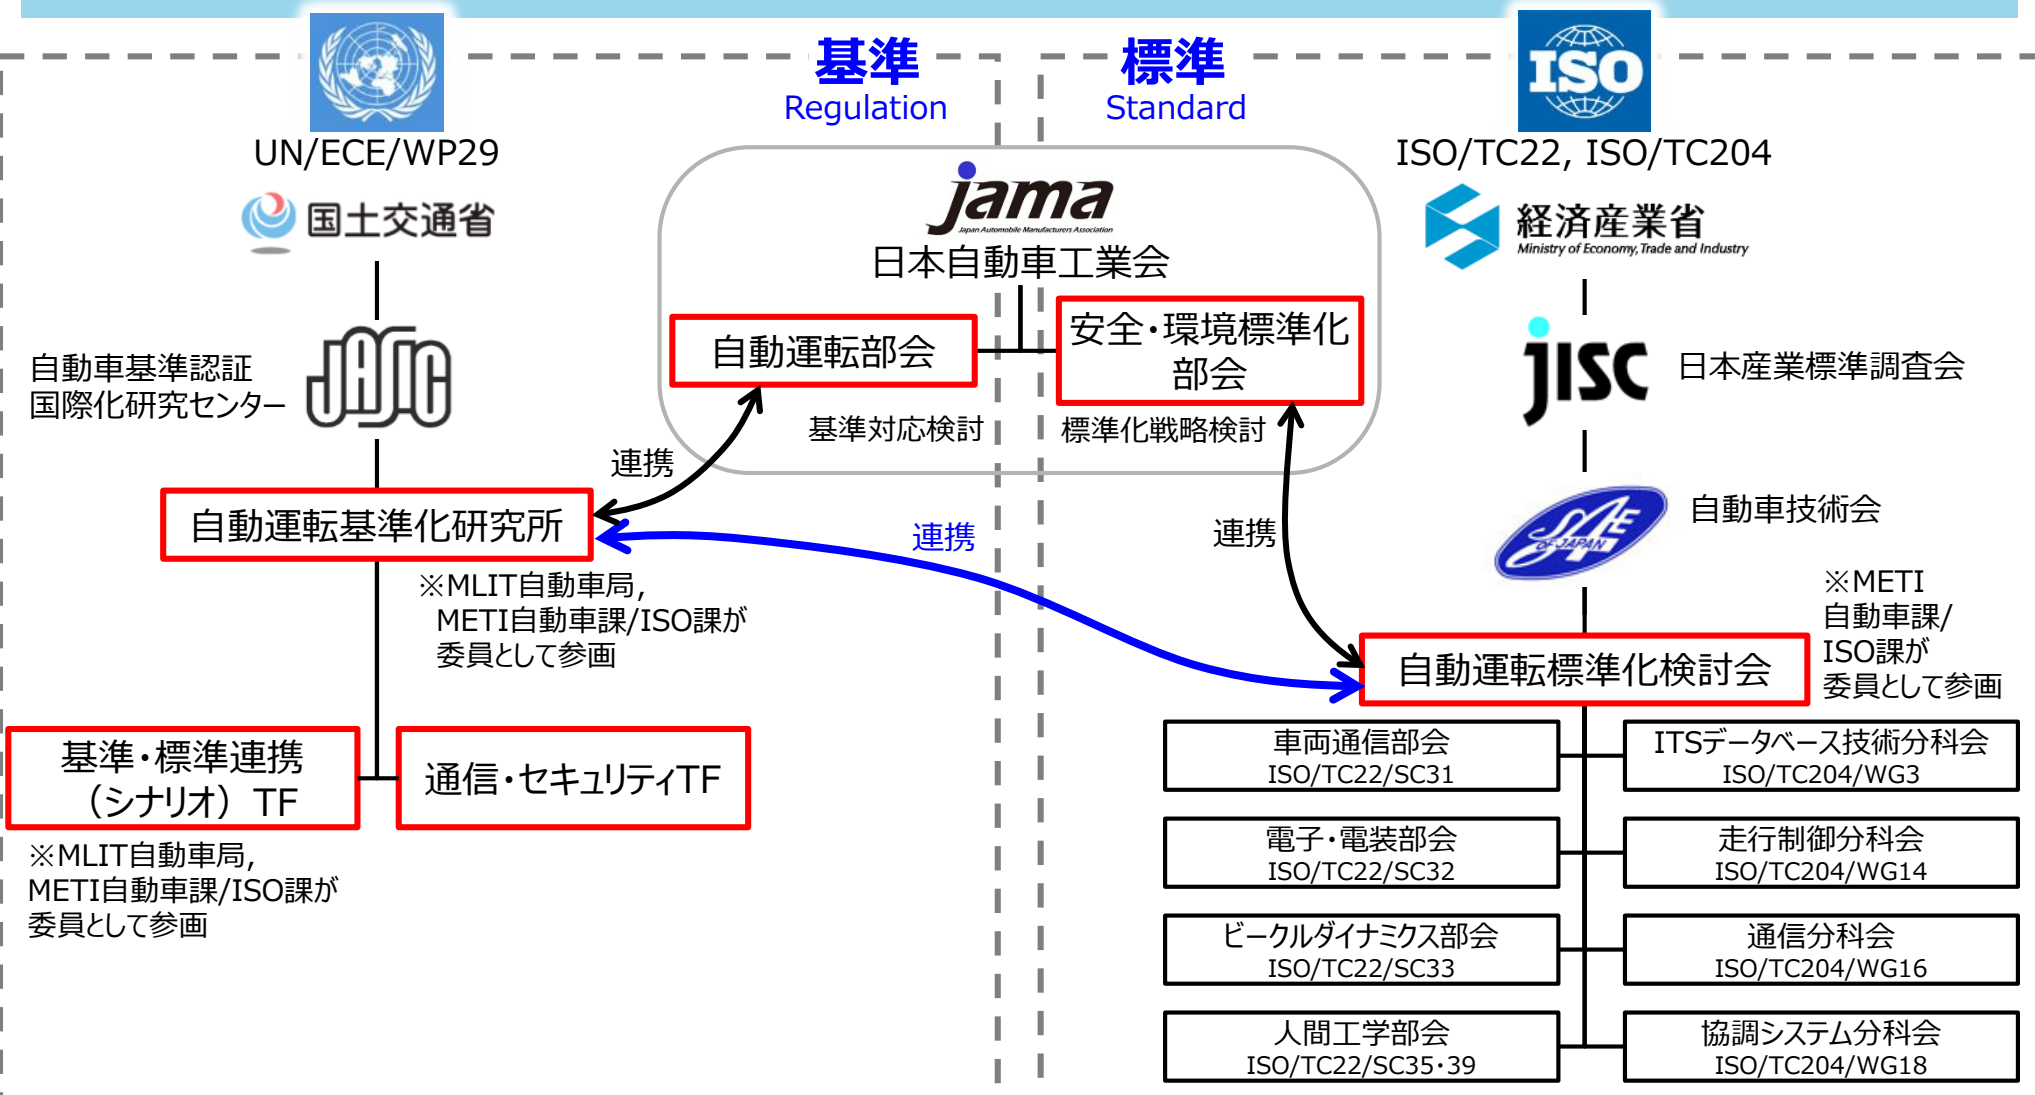 基準
Regulation
標準
Standard
UN/ECE/WP29
国土交通省
自動車基準認証
国際化研究センター
JASIC
自動運転基準化研究所
※MLIT自動車局,
METI自動車課/ISO課が
委員として参画
基準・標準連携
（シナリオ）TF
通信・セキュリティTF
※MLIT自動車局,
METI自動車課/ISO課が
委員として参画
jama
Japan Automobile Manufacturers Association
日本自動車工業会
自動運転部会
安全・環境標準化
部会
基準対応検討
標準化戦略検討
連携
連携
連携
ISO
ISO/TC22, ISO/TC204
経済産業省
Ministry of Economy, Trade and Industry
JISC
日本産業標準調査会
SAE
OF JAPAN
自動車技術会
※METI
自動車課/
ISO課が
委員として参画
自動運転標準化検討会
車両通信部会
ISO/TC22/SC31
ITSデータベース技術分科会
ISO/TC204/WG3
電子・電装部会
ISO/TC22/SC32
走行制御分科会
ISO/TC204/WG14
ビークルダイナミクス部会
ISO/TC22/SC33
通信分科会
ISO/TC204/WG16
人間工学部会
ISO/TC22/SC35・39
協調システム分科会
ISO/TC204/WG18